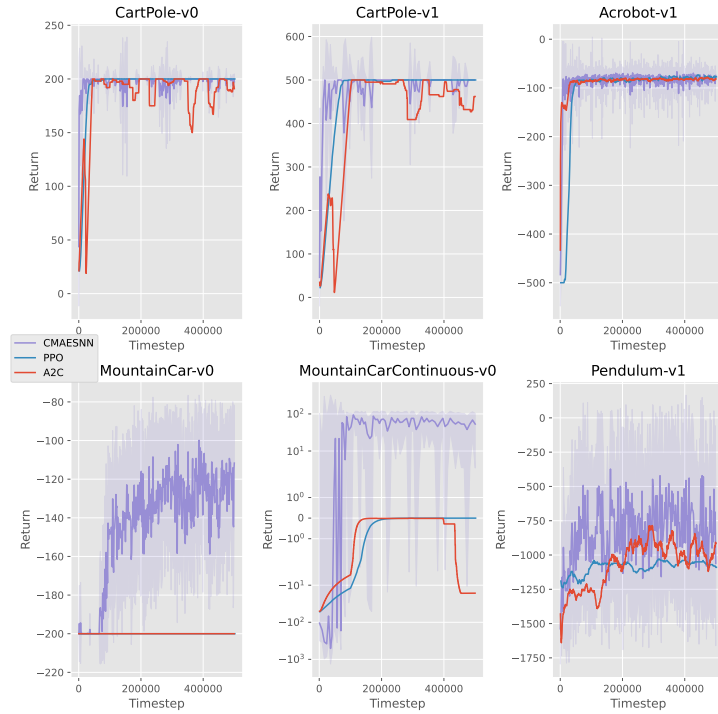 CartPole-v0
CartPole-v1
Acrobot-v1
250
200
150
100
50
0
Return
0
200000
400000
Timestep
600
500
400
300
200
100
0
Return
0
200000
400000
Timestep
0
−100
−200
−300
−400
−500
Return
0
200000
400000
Timestep
CMAESNN
PPO
A2C
MountainCar-v0
MountainCarContinuous-v0
Pendulum-v1
−80
−100
−120
−140
−160
−180
−200
−220
Return
0
200000
400000
Timestep
10²
10¹
10⁰
0
−10⁰
−10¹
−10²
−10³
Return
0
200000
400000
Timestep
250
0
−250
−500
−750
−1000
−1250
−1500
−1750
Return
0
200000
400000
Timestep